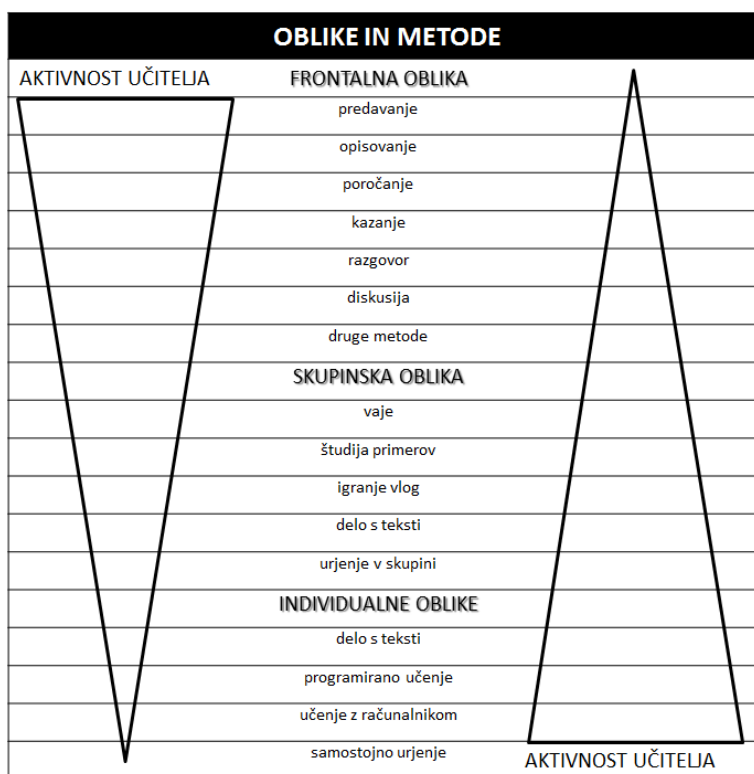 OBLIKE IN METODE
AKTIVNOST UČITELJA
FRONTALNA OBLIKA
predavanje
opisovanje
poročanje
kazanje
razgovor
diskusija
druge metode
SKUPINSKA OBLIKA
vaje
študija primerov
igranje vlog
delo s teksti
urjenje v skupini
INDIVIDUALNE OBLIKE
delo s teksti
programirano učenje
učenje z računalnikom
samostojno urjenje
AKTIVNOST UČITELJA